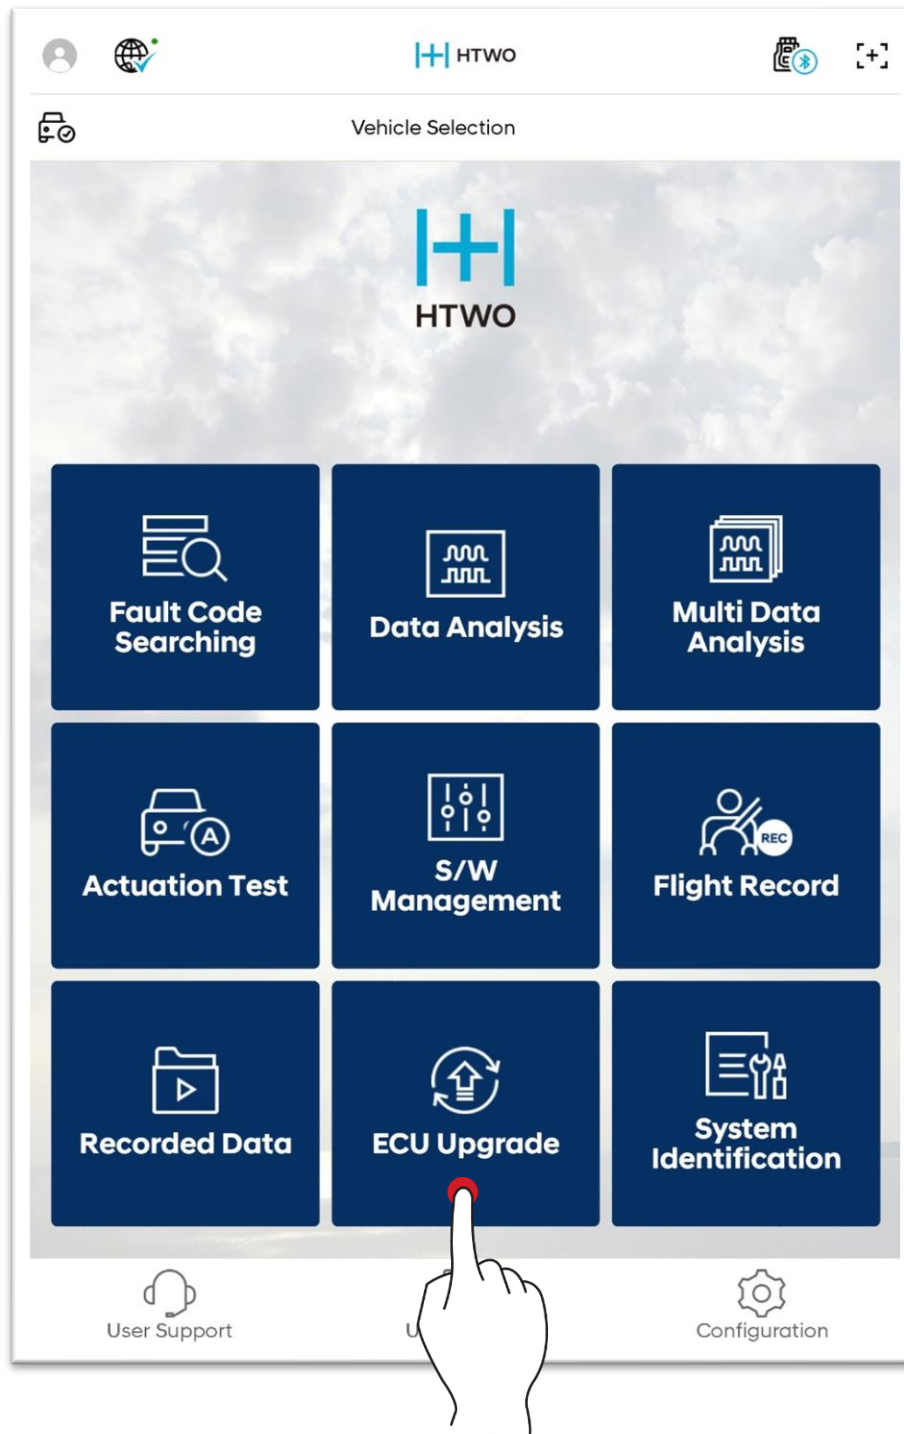 HTWO
Vehicle Selection
HTWO
Fault Code
Searching
Data Analysis
Multi Data
Analysis
Actuation Test
S/W
Management
REC
Flight Record
Recorded Data
ECU Upgrade
System
Identification
User Support
Configuration